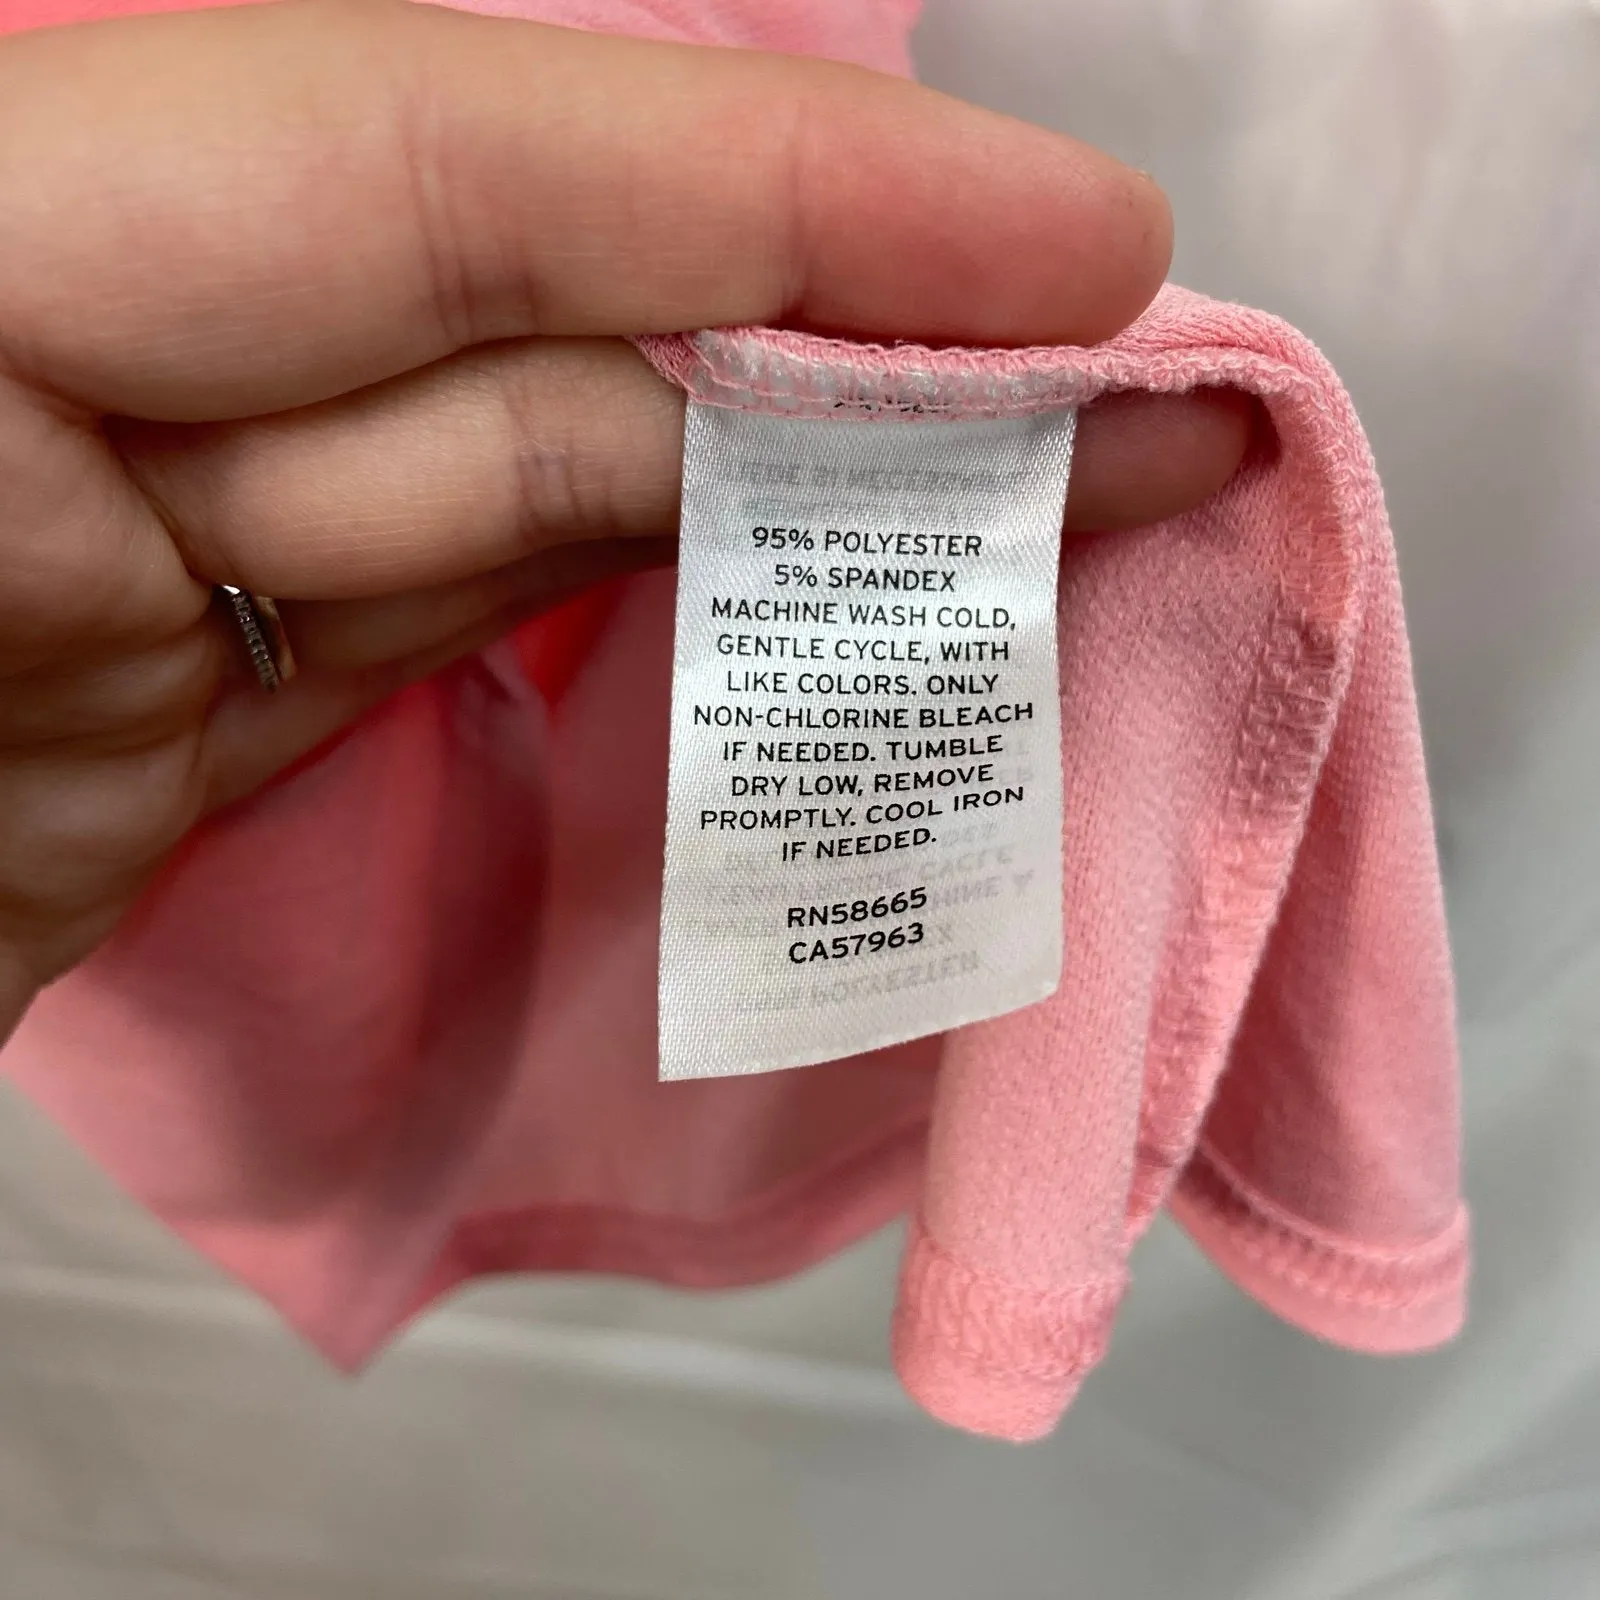 95% POLYESTER
5% SPANDEX
MACHINE WASH COLD,
GENTLE CYCLE, WITH
LIKE COLORS. ONLY
NON-CHLORINE BLEACH
IF NEEDED. TUMBLE
DRY LOW, REMOVE
PROMPTLY. COOL IRON
IF NEEDED.
RN58665
CA57963